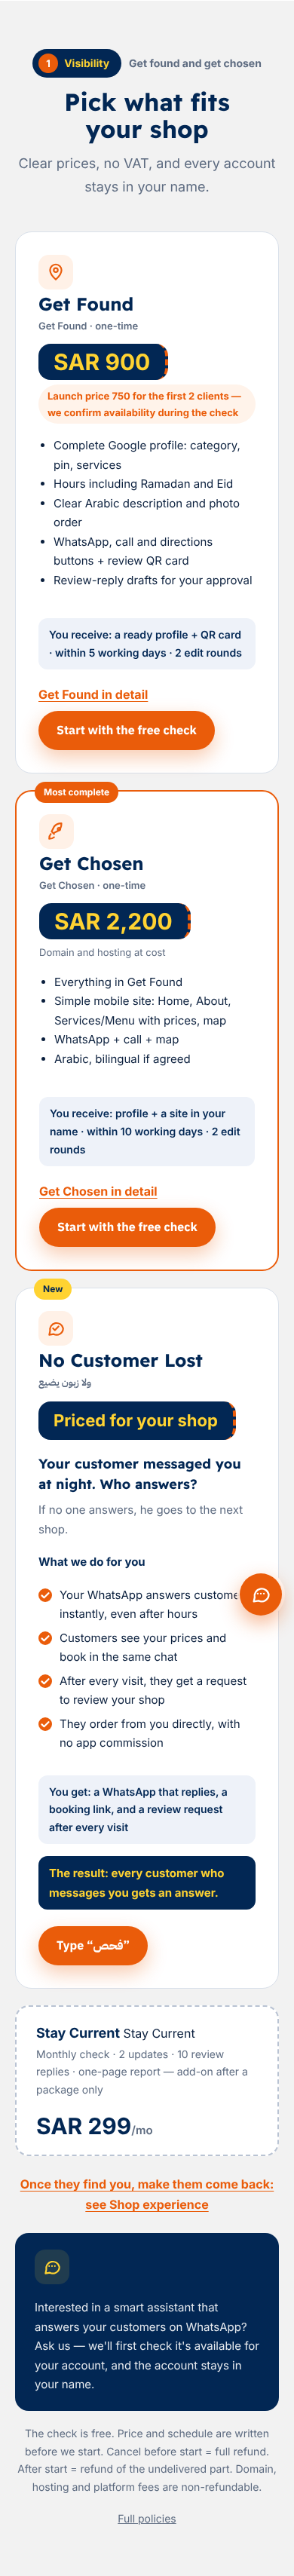 1 Visibility Get found and get chosen
Pick what fits
your shop
Clear prices, no VAT, and every account
stays in your name.
Get Found
Get Found · one-time
SAR 900
Launch price 750 for the first 2 clients —
we confirm availability during the check
• Complete Google profile: category,
pin, services
• Hours including Ramadan and Eid
• Clear Arabic description and photo
order
• WhatsApp, call and directions
buttons + review QR card
• Review-reply drafts for your approval
You receive: a ready profile + QR card
· within 5 working days · 2 edit rounds
Get Found in detail
Start with the free check
Most complete
Get Chosen
Get Chosen · one-time
SAR 2,200
Domain and hosting at cost
• Everything in Get Found
• Simple mobile site: Home, About,
Services/Menu with prices, map
• WhatsApp + call + map
• Arabic, bilingual if agreed
You receive: profile + a site in your
name · within 10 working days · 2 edit
rounds
Get Chosen in detail
Start with the free check
New
No Customer Lost
ولا زبون يضيع
Priced for your shop
Your customer messaged you
at night. Who answers?
If no one answers, he goes to the next
shop.
What we do for you
Your WhatsApp answers custome
instantly, even after hours
Customers see your prices and
book in the same chat
After every visit, they get a request
to review your shop
They order from you directly, with
no app commission
You get: a WhatsApp that replies, a
booking link, and a review request
after every visit
The result: every customer who
messages you gets an answer.
Type “فحص”
Stay Current Stay Current
Monthly check · 2 updates · 10 review
replies · one-page report — add-on after a
package only
SAR 299/mo
Once they find you, make them come back:
see Shop experience
Interested in a smart assistant that
answers your customers on WhatsApp?
Ask us — we'll first check it's available for
your account, and the account stays in
your name.
The check is free. Price and schedule are written
before we start. Cancel before start = full refund.
After start = refund of the undelivered part. Domain,
hosting and platform fees are non-refundable.
Full policies